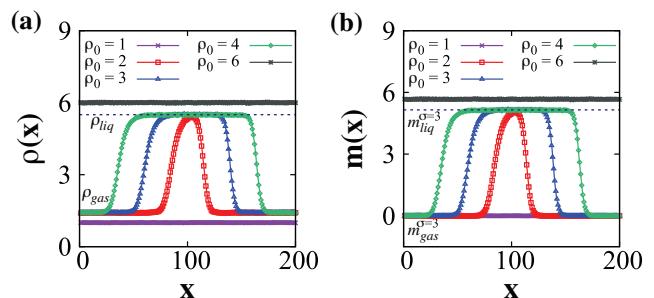 (a)
ρ₀ = 1
ρ₀ = 2
ρ₀ = 3
ρ₀ = 4
ρ₀ = 6
9
6
3
0
ρ(x)
ρliq
ρgas
0
100
200
x
(b)
ρ₀ = 1
ρ₀ = 2
ρ₀ = 3
ρ₀ = 4
ρ₀ = 6
9
6
3
0
m(x)
mliq^σ=3
mgas^σ=3
0
100
200
x